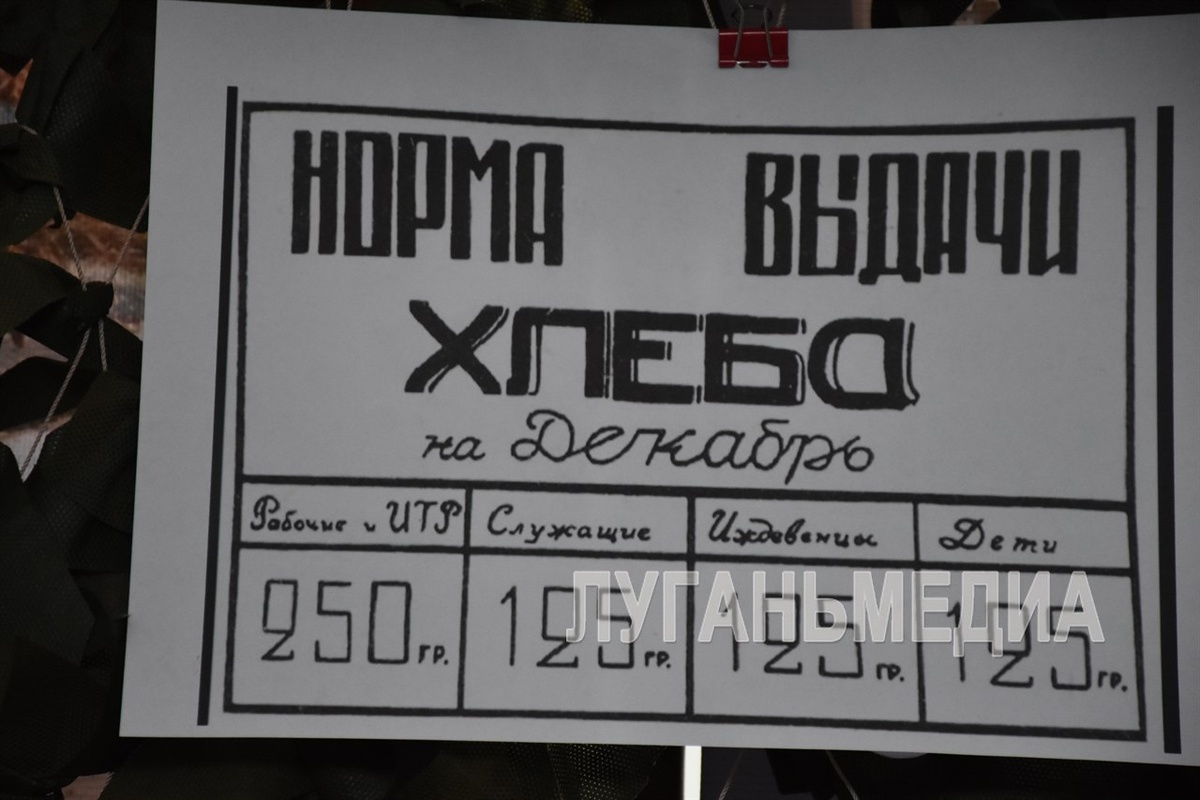 НОРМА ВЫДАЧИ
ХЛЕБА
на Декабрь
Рабочие и ИТР Служащие Иждевенцы Дети
250 гр. 125 гр. 125 гр. 125 гр.
ЛУГАНЬМЕДИА